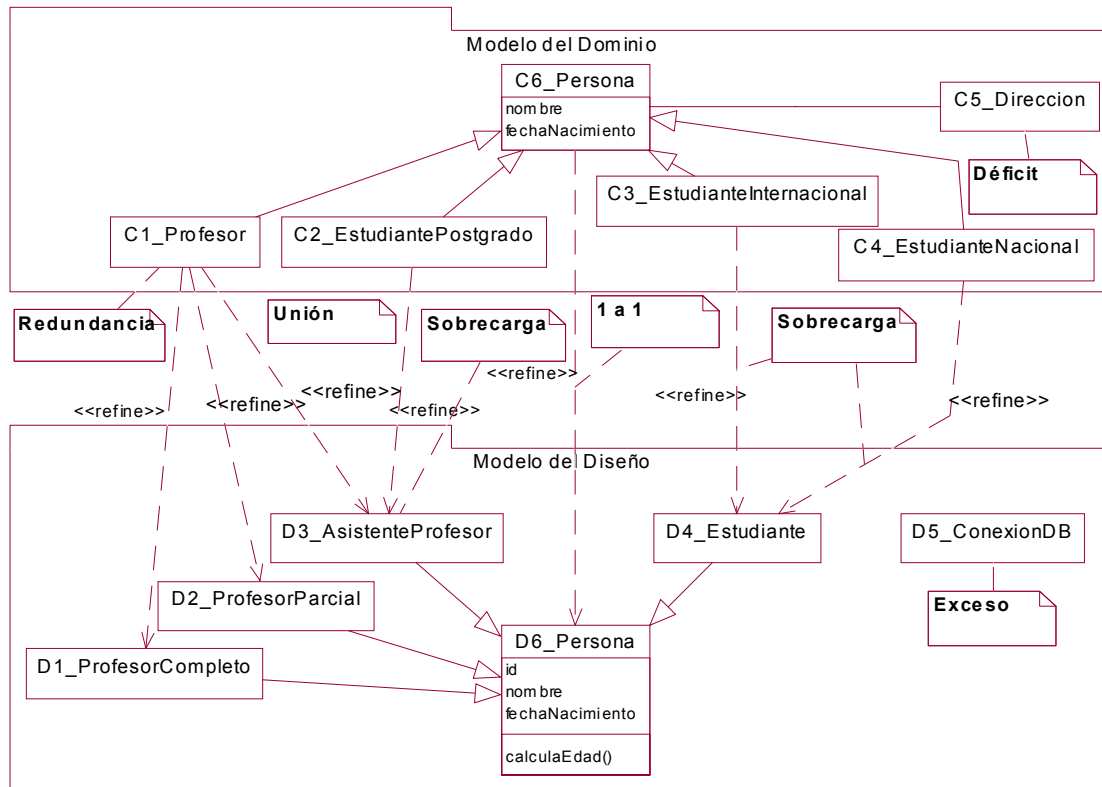 Modelo del Dominio
C6_Persona
nombre
fechaNacimiento
C5_Direccion
Déficit
C3_EstudianteInternacional
C1_Profesor
C2_EstudiantePostgrado
C4_EstudianteNacional
Redundancia
Unión
Sobrecarga
1 a 1
Sobrecarga
<<refine>>
<<refine>>
<<refine>>
<<refine>>
<<refine>>
<<refine>>
<<refine>>
Modelo del Diseño
D3_AsistenteProfesor
D4_Estudiante
D5_ConexionDB
D2_ProfesorParcial
Exceso
D6_Persona
D1_ProfesorCompleto
id
nombre
fechaNacimiento
calculaEdad()